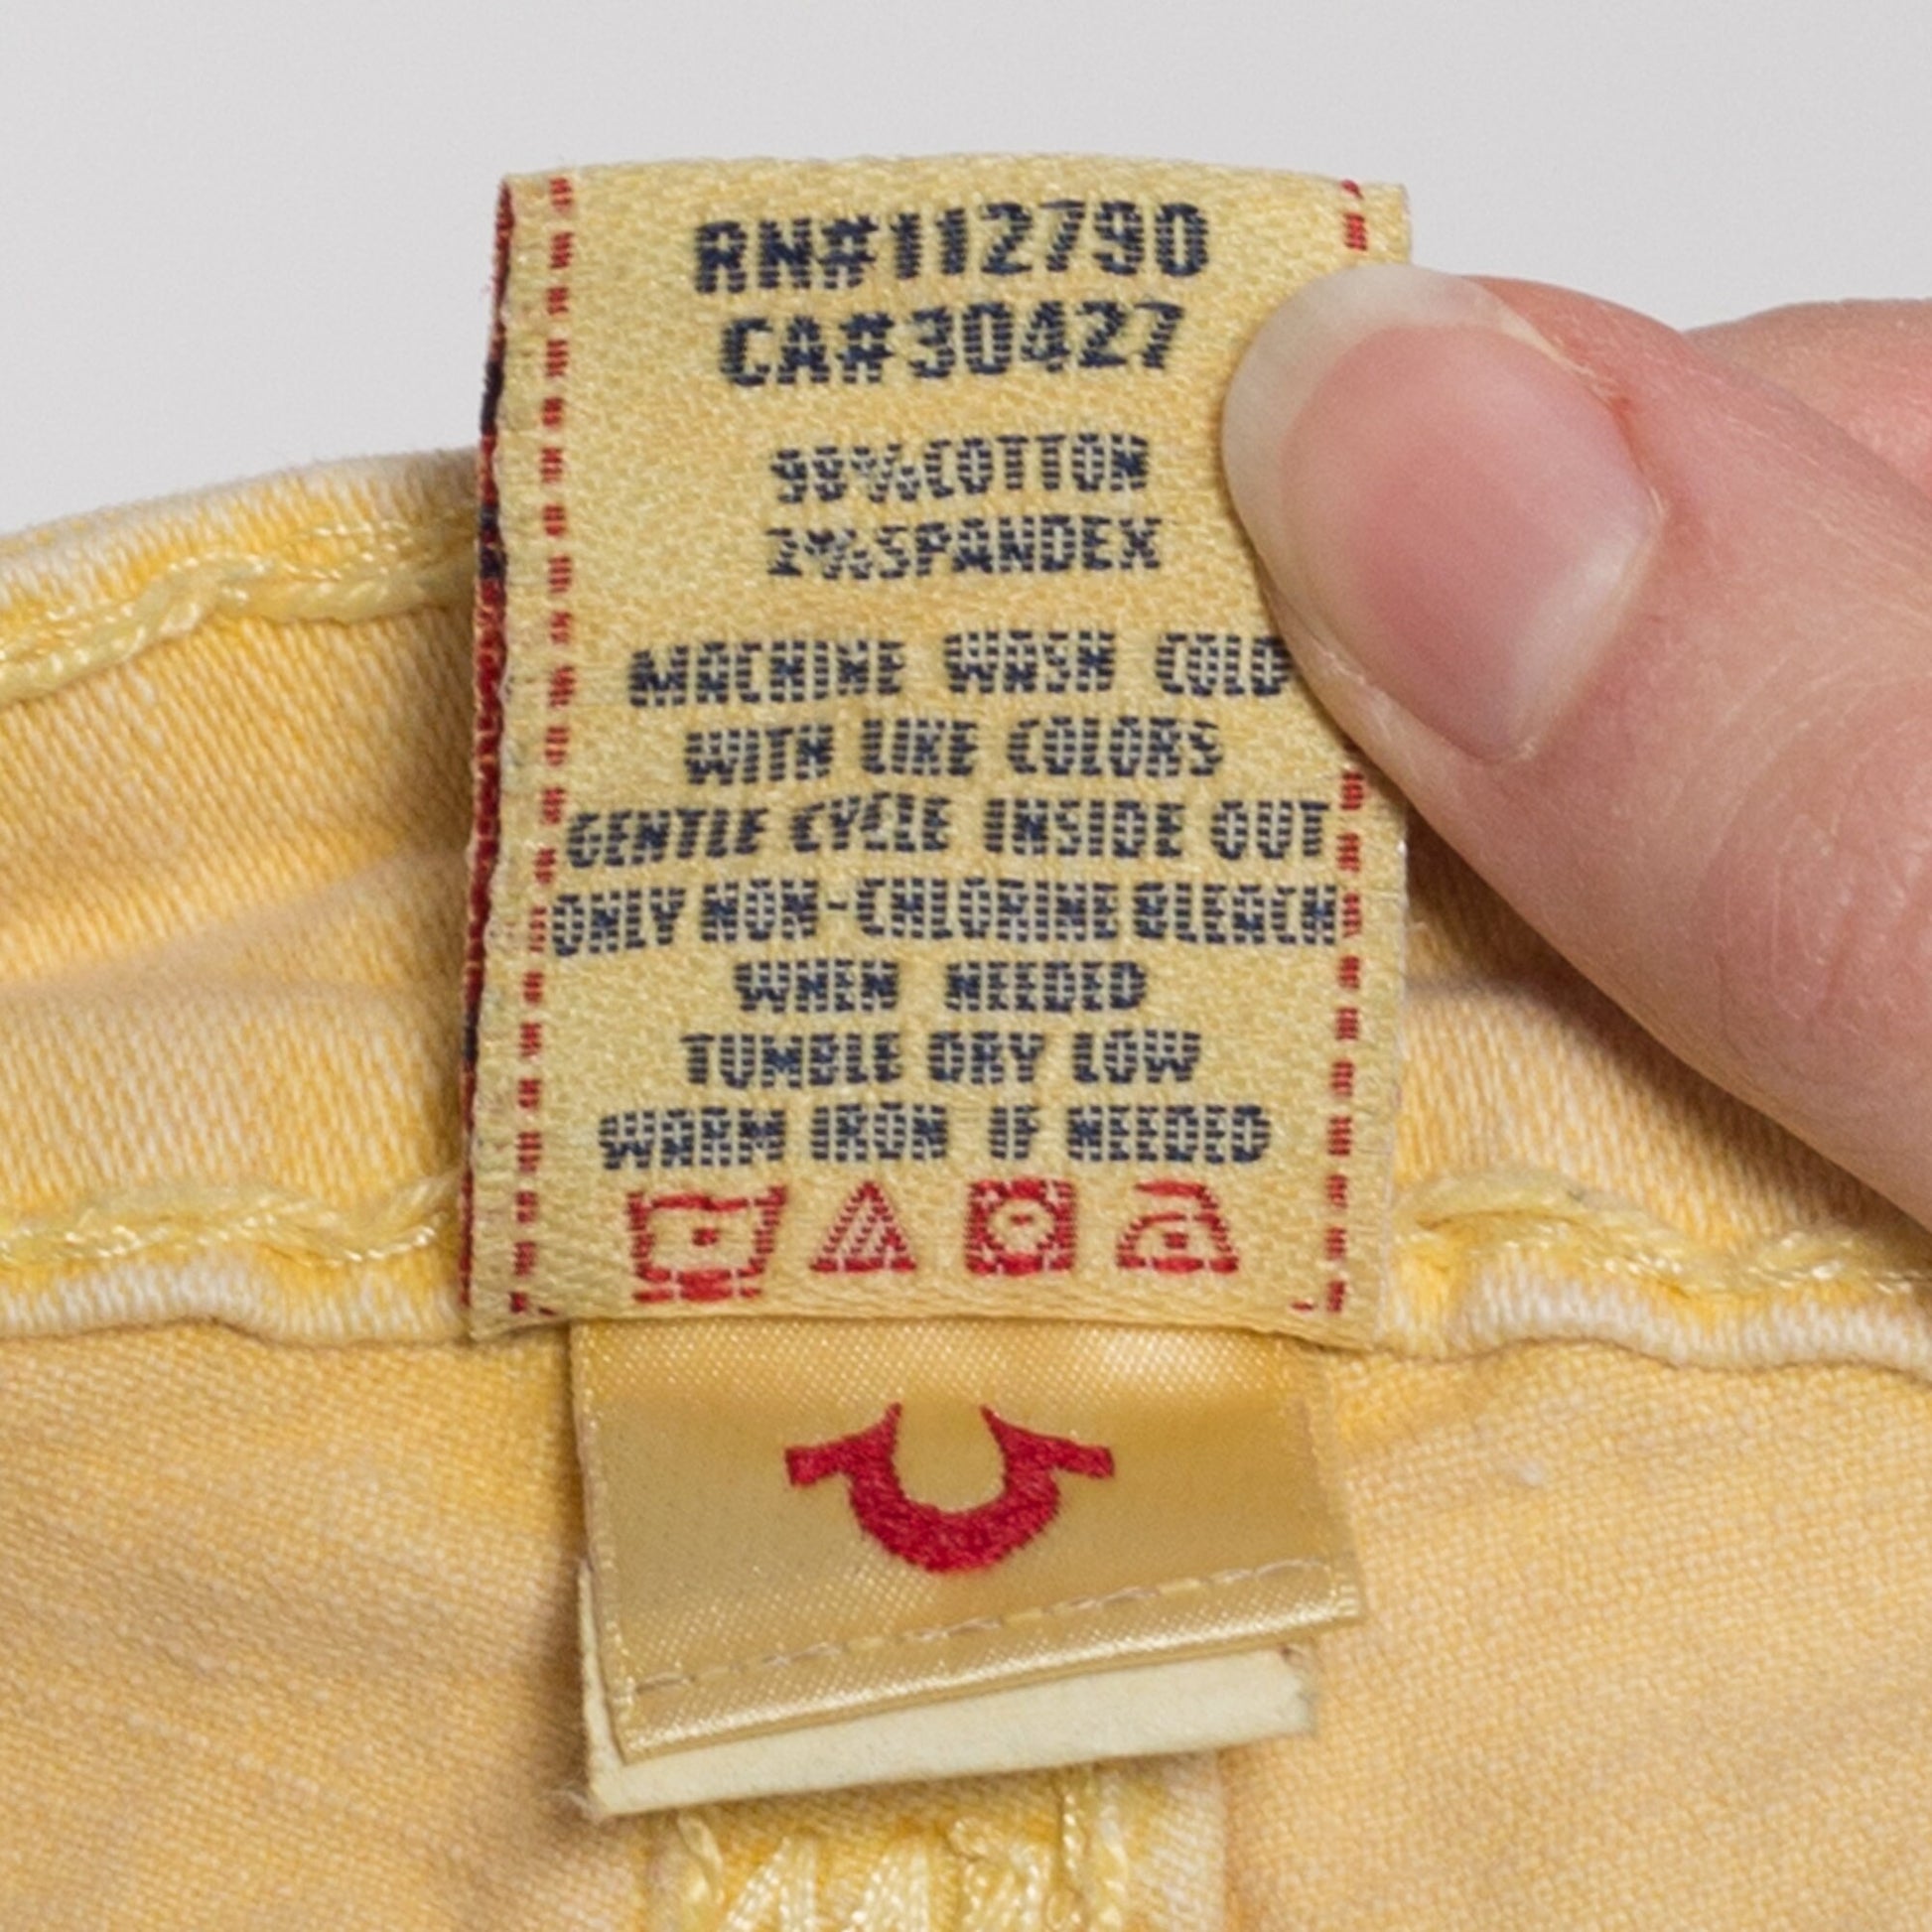 RN#112790
CA#30427
98%COTTON
2%SPANDEX
MACHINE WASH COLD
WITH LIKE COLORS
GENTLE CYCLE INSIDE OUT
ONLY NON-CHLORINE BLEACH
WHEN NEEDED
TUMBLE DRY LOW
WARM IRON IF NEEDED